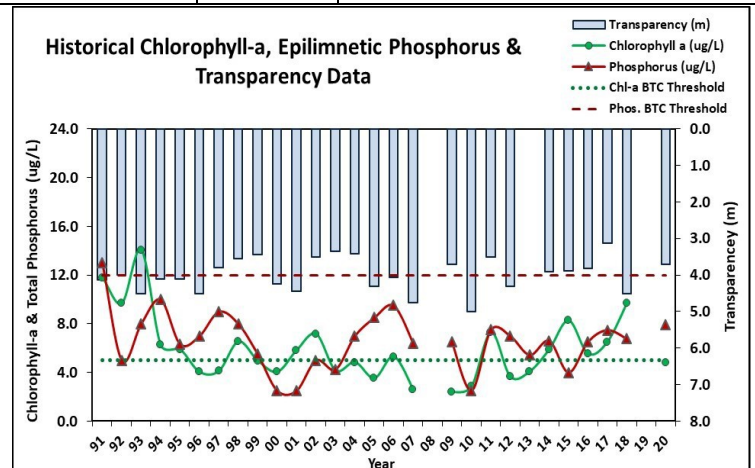 Historical Chlorophyll-a, Epilimnetic Phosphorus &
Transparency Data
Transparency (m)
Chlorophyll a (ug/L)
Phosphorus (ug/L)
Chl-a BTC Threshold
Phos. BTC Threshold
Chlorophyll-a & Total Phosphorus (ug/L)
24.0
20.0
16.0
12.0
8.0
4.0
0.0
0.0
1.0
2.0
3.0
4.0
5.0
6.0
7.0
8.0
Transparencey (m)
91 92 93 94 95 96 97 98 99 00 01 02 03 04 05 06 07 08 09 10 11 12 13 14 15 16 17 18 20
Year